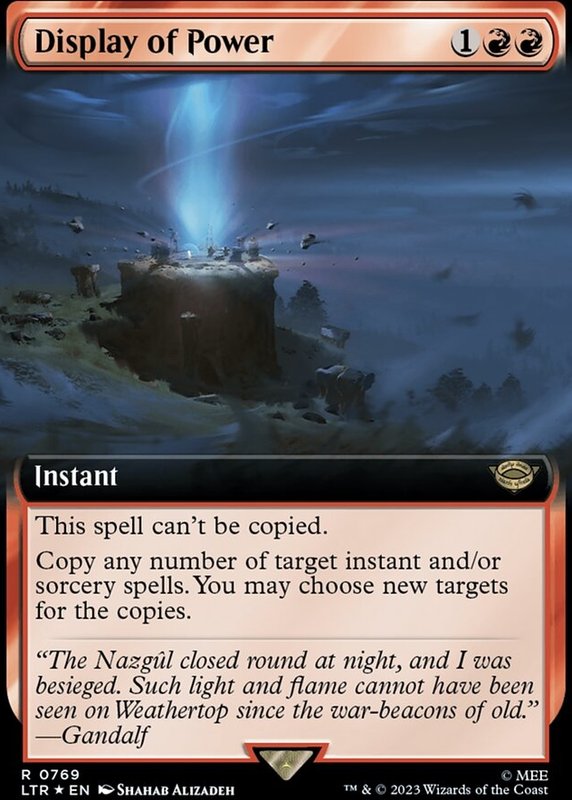 Display of Power 1
Instant
This spell can't be copied.
Copy any number of target instant and/or
sorcery spells. You may choose new targets
for the copies.
“The Nazgûl closed round at night, and I was
besieged. Such light and flame cannot have been
seen on Weathertop since the war-beacons of old.”
—Gandalf
R 0769
LTR ★ EN Shahab Alizadeh
© MEE
™ & © 2023 Wizards of the Coast